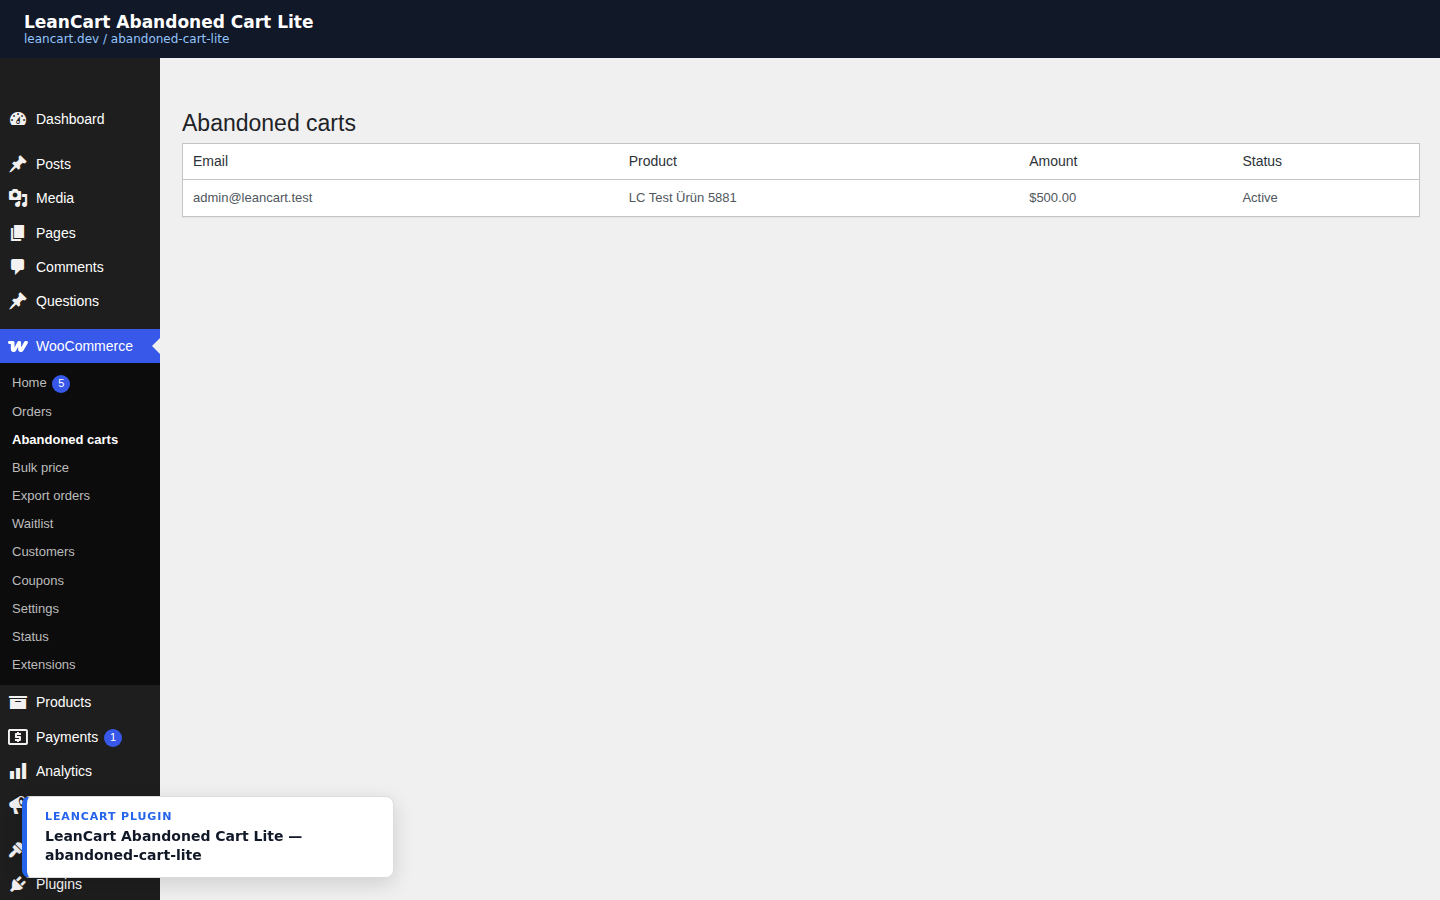 LeanCart Abandoned Cart Lite
leancart.dev / abandoned-cart-lite
Dashboard
Posts
Media
Pages
Comments
Questions
WooCommerce
Home 5
Orders
Abandoned carts
Bulk price
Export orders
Waitlist
Customers
Coupons
Settings
Status
Extensions
Products
Payments 1
Analytics
Plugins
Abandoned carts
Email Product Amount Status
admin@leancart.test LC Test Ürün 5881 $500.00 Active
LEANCART PLUGIN
LeanCart Abandoned Cart Lite —
abandoned-cart-lite